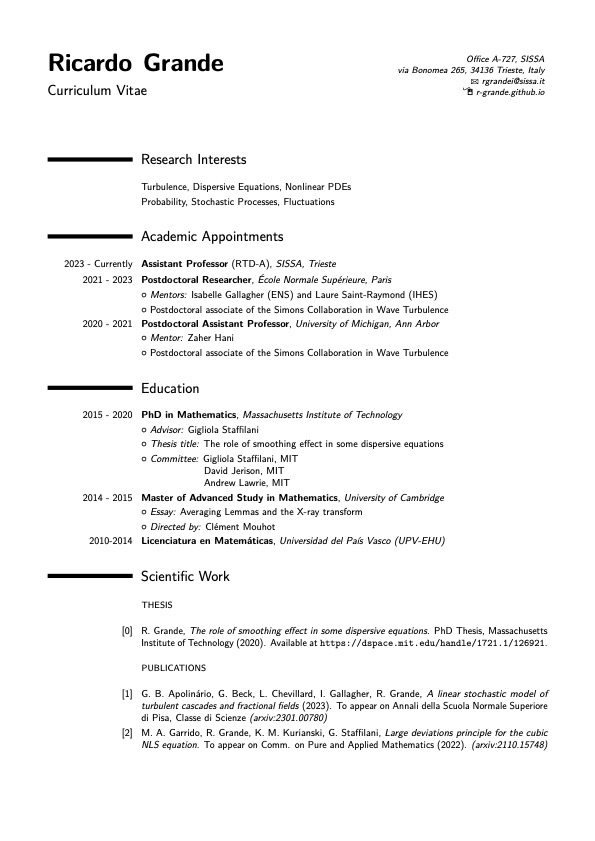 Ricardo Grande
Curriculum Vitae
Office A-727, SISSA
via Bonomea 265, 34136 Trieste, Italy
✉ rgrandei@sissa.it
r-grande.github.io
Research Interests
Turbulence, Dispersive Equations, Nonlinear PDEs
Probability, Stochastic Processes, Fluctuations
Academic Appointments
2023 - Currently Assistant Professor (RTD-A), SISSA, Trieste
2021 - 2023 Postdoctoral Researcher, École Normale Supérieure, Paris
○ Mentors: Isabelle Gallagher (ENS) and Laure Saint-Raymond (IHES)
○ Postdoctoral associate of the Simons Collaboration in Wave Turbulence
2020 - 2021 Postdoctoral Assistant Professor, University of Michigan, Ann Arbor
○ Mentor: Zaher Hani
○ Postdoctoral associate of the Simons Collaboration in Wave Turbulence
Education
2015 - 2020 PhD in Mathematics, Massachusetts Institute of Technology
○ Advisor: Gigliola Staffilani
○ Thesis title: The role of smoothing effect in some dispersive equations
○ Committee: Gigliola Staffilani, MIT
David Jerison, MIT
Andrew Lawrie, MIT
2014 - 2015 Master of Advanced Study in Mathematics, University of Cambridge
○ Essay: Averaging Lemmas and the X-ray transform
○ Directed by: Clément Mouhot
2010-2014 Licenciatura en Matemáticas, Universidad del País Vasco (UPV-EHU)
Scientific Work
THESIS
[0] R. Grande, The role of smoothing effect in some dispersive equations. PhD Thesis, Massachusetts
Institute of Technology (2020). Available at https://dspace.mit.edu/handle/1721.1/126921.
PUBLICATIONS
[1] G. B. Apolinário, G. Beck, L. Chevillard, I. Gallagher, R. Grande, A linear stochastic model of
turbulent cascades and fractional fields (2023). To appear on Annali della Scuola Normale Superiore
di Pisa, Classe di Scienze (arxiv:2301.00780)
[2] M. A. Garrido, R. Grande, K. M. Kurianski, G. Staffilani, Large deviations principle for the cubic
NLS equation. To appear on Comm. on Pure and Applied Mathematics (2022). (arxiv:2110.15748)